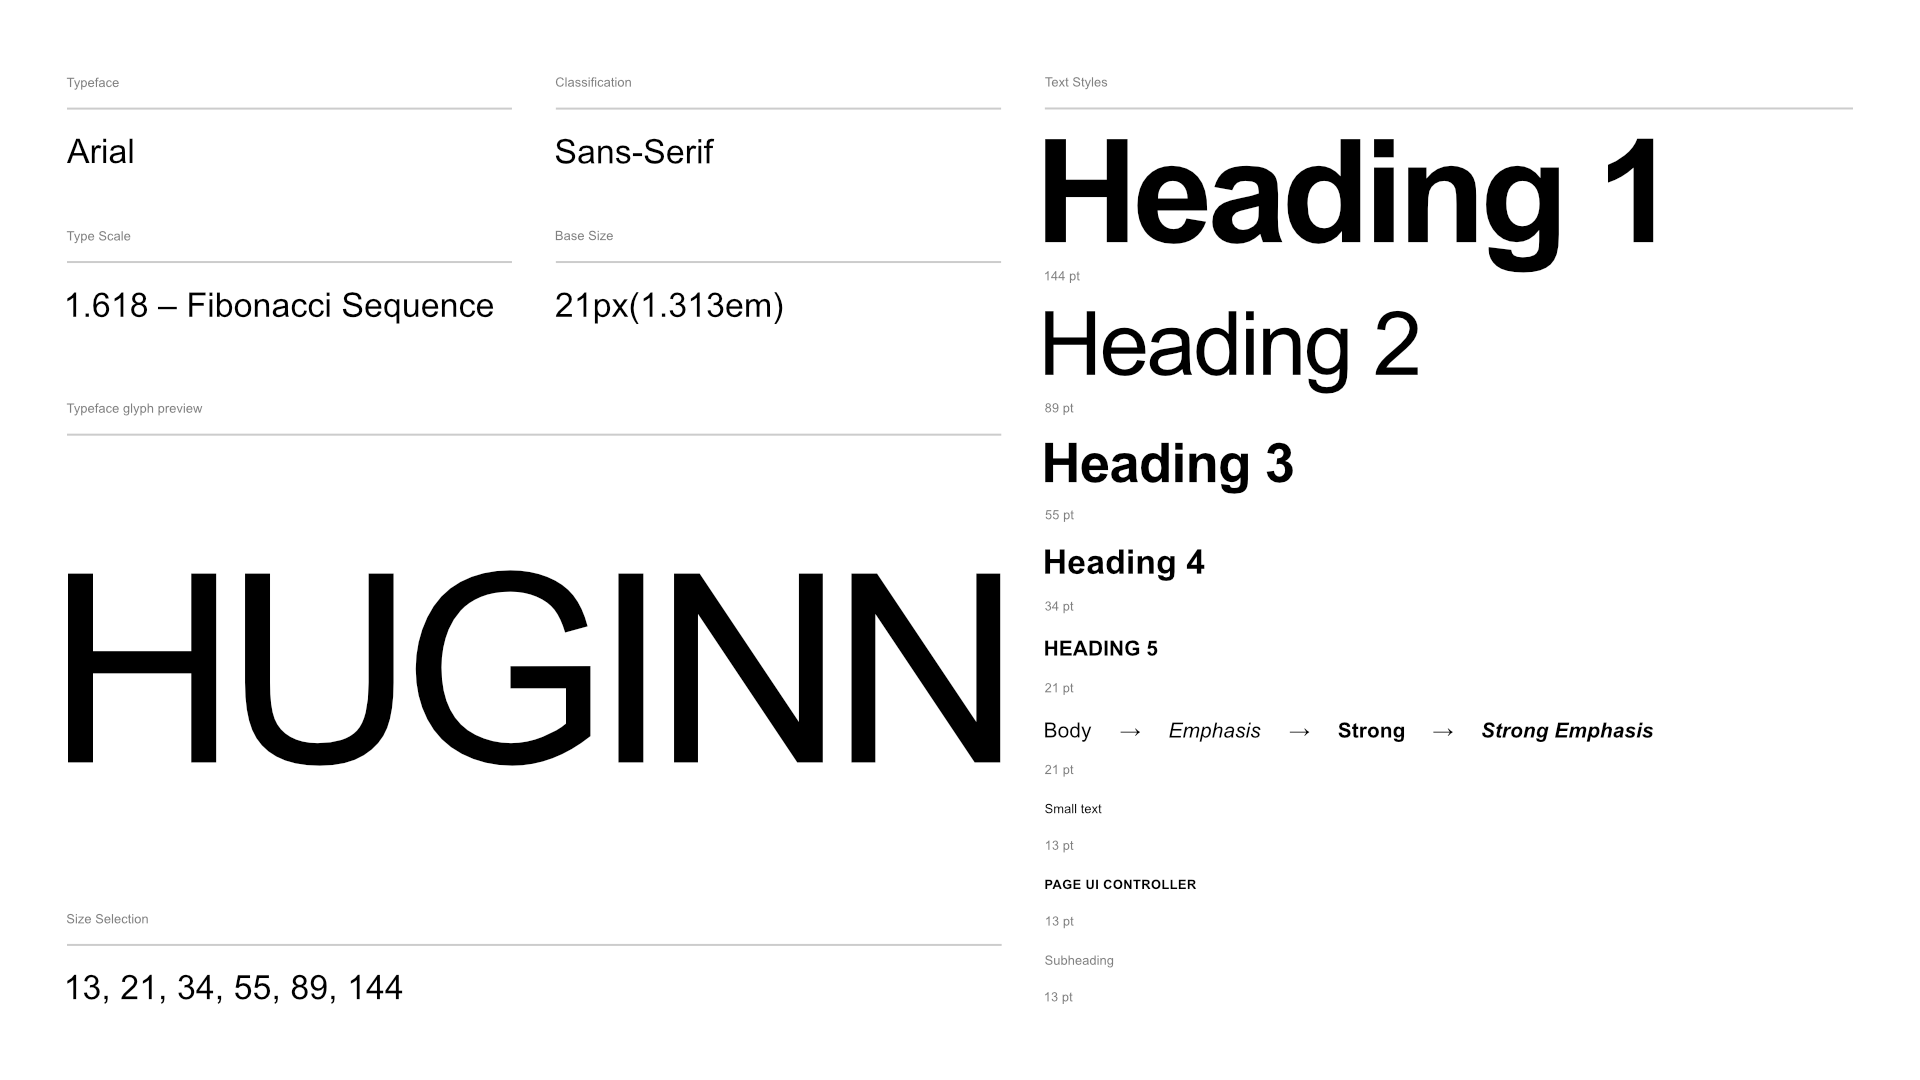 Typeface
Arial
Classification
Sans-Serif
Type Scale
1.618 – Fibonacci Sequence
Base Size
21px(1.313em)
Typeface glyph preview
HUGINN
Size Selection
13, 21, 34, 55, 89, 144
Text Styles
Heading 1
144 pt
Heading 2
89 pt
Heading 3
55 pt
Heading 4
34 pt
HEADING 5
21 pt
Body → Emphasis → Strong → Strong Emphasis
21 pt
Small text
13 pt
PAGE UI CONTROLLER
13 pt
Subheading
13 pt